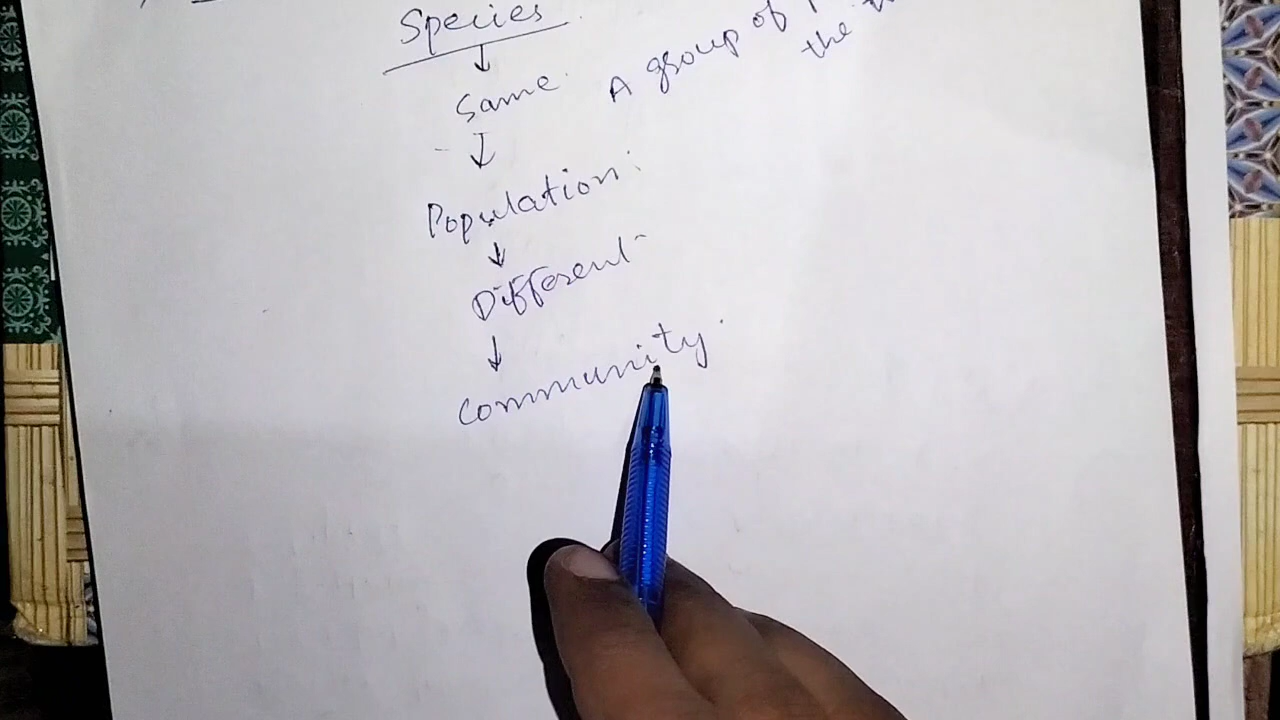 Species
↓
Same
↓
Population:
↓
Different
↓
Community.
A group of
the